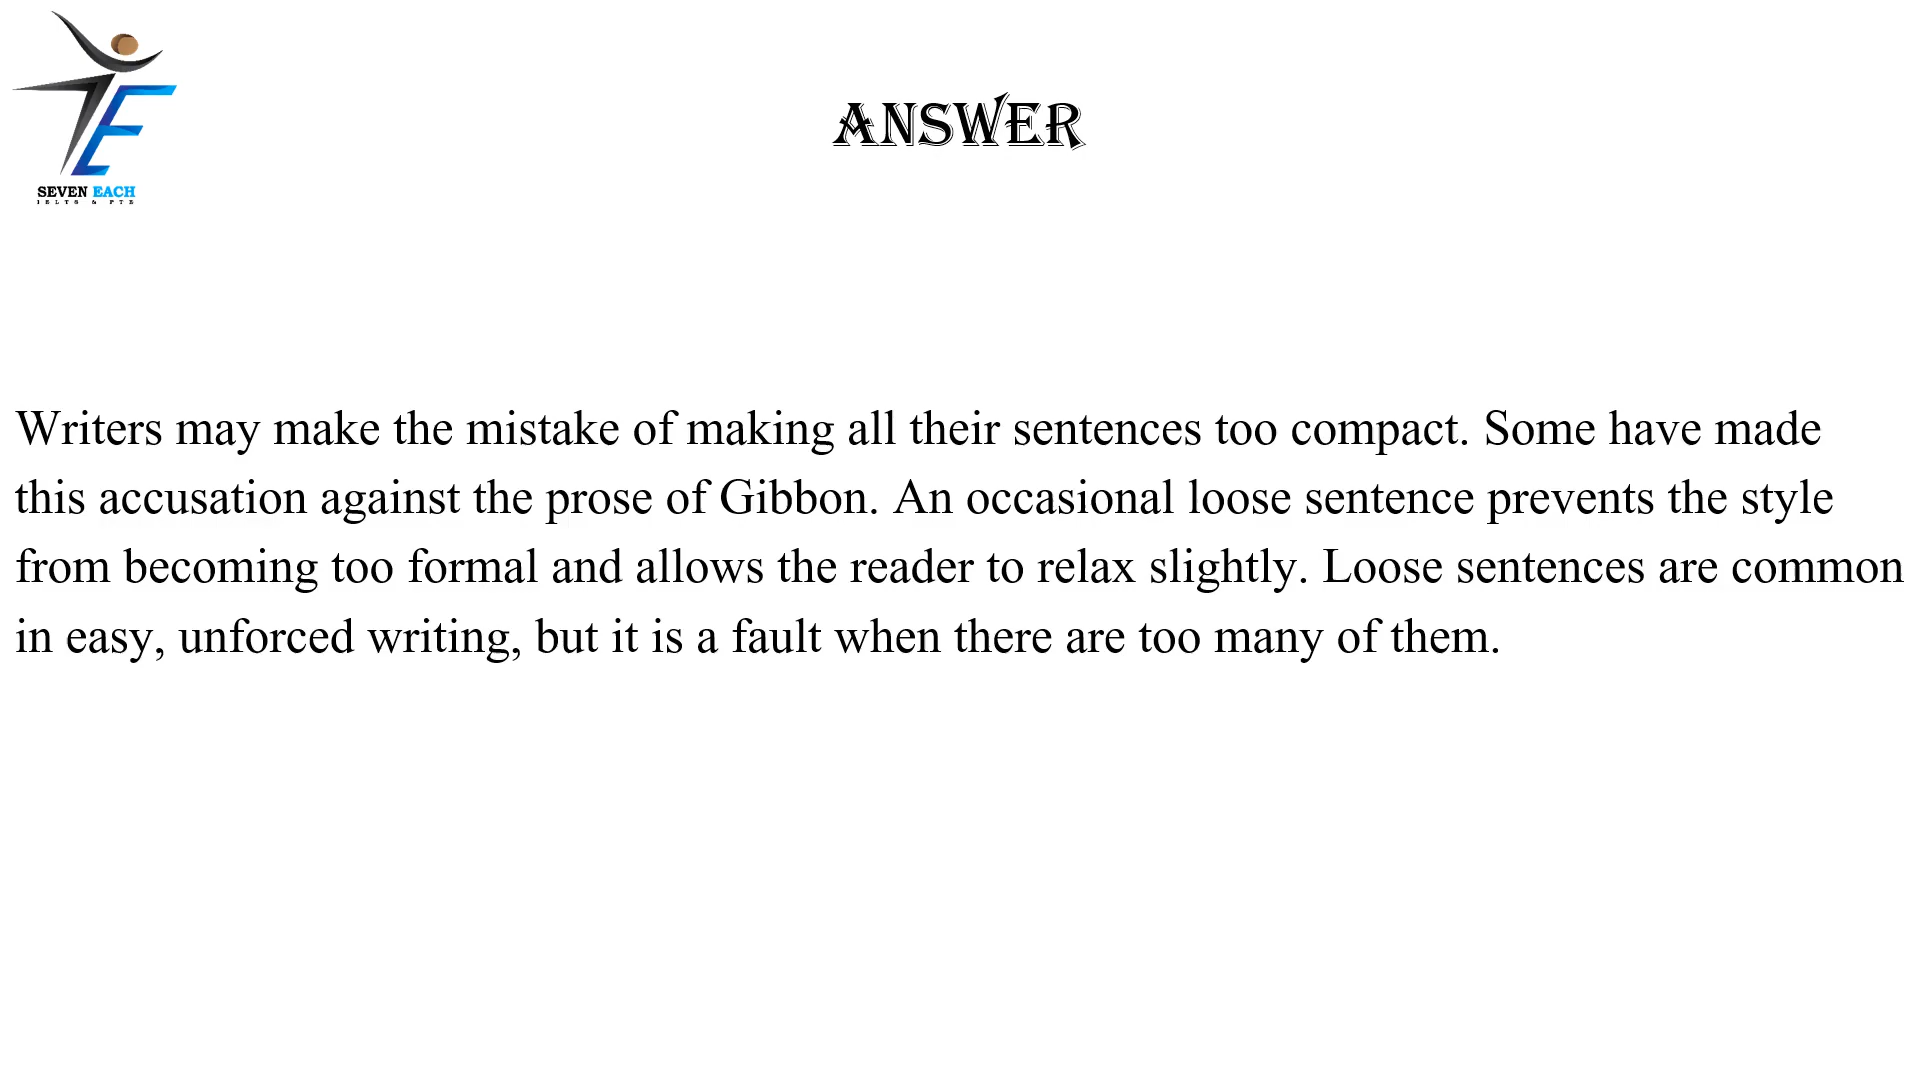 SEVEN EACH
IELTS & PTE
ANSWER
Writers may make the mistake of making all their sentences too compact. Some have made
this accusation against the prose of Gibbon. An occasional loose sentence prevents the style
from becoming too formal and allows the reader to relax slightly. Loose sentences are common
in easy, unforced writing, but it is a fault when there are too many of them.